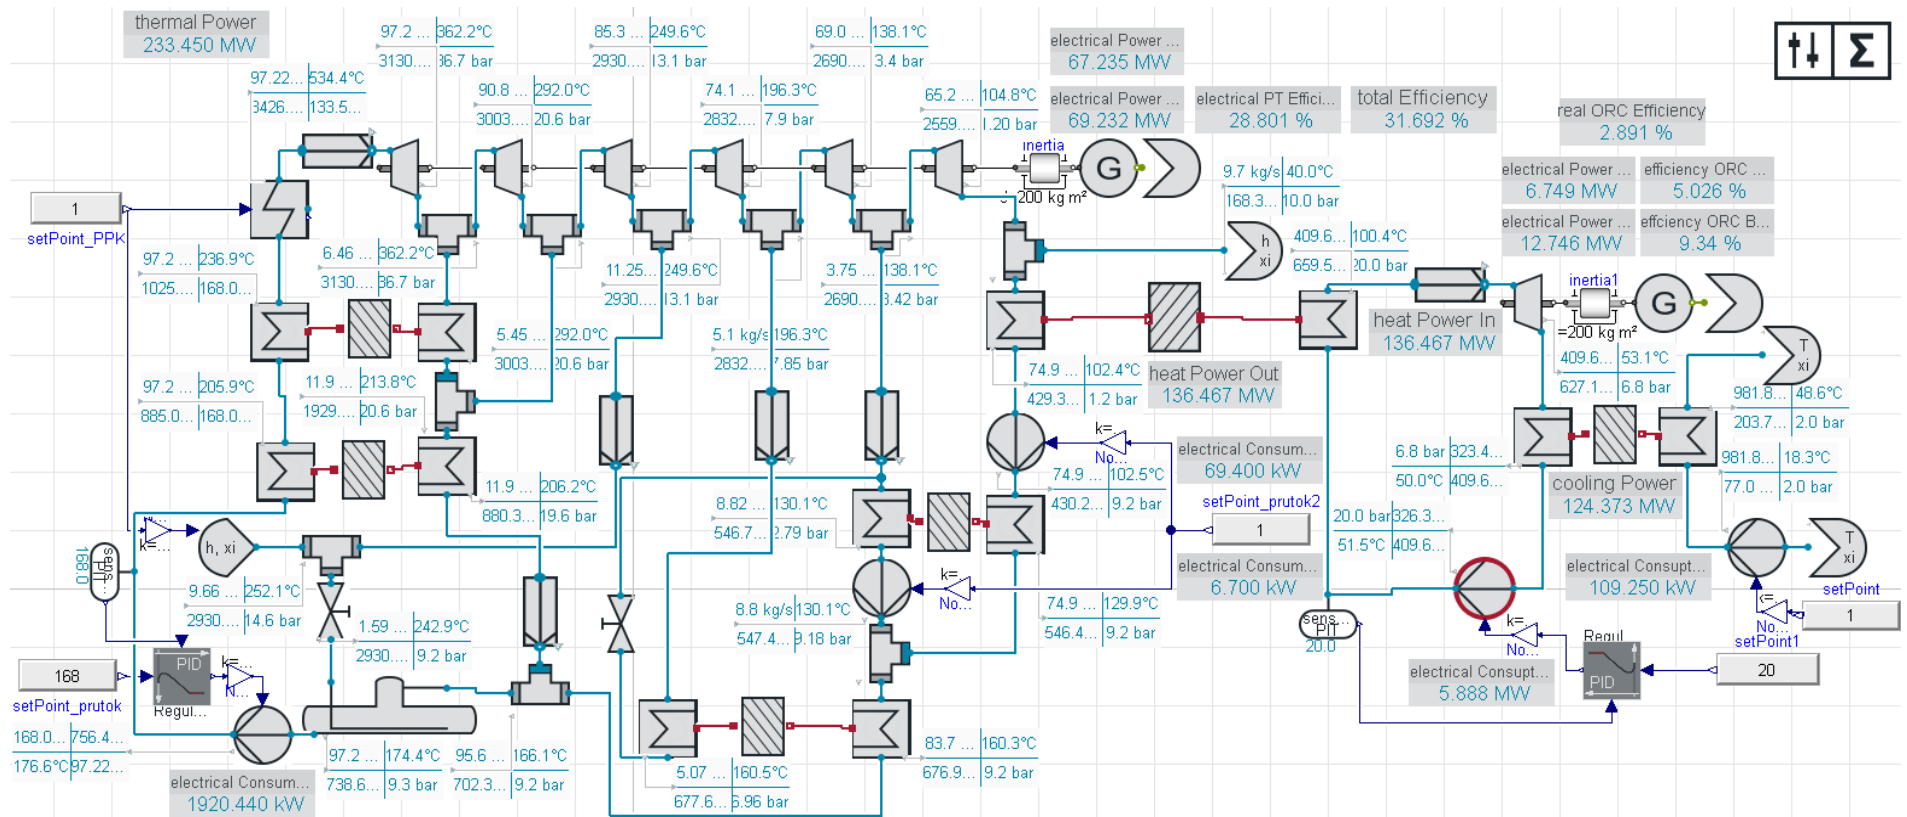 thermal Power
233.450 MW
97.2 ... 362.2°C
3130.... 36.7 bar
85.3 ... 249.6°C
2930.... 13.1 bar
69.0 ... 138.1°C
2690.... 3.4 bar
electrical Power ...
67.235 MW
97.22... 534.4°C
3426... 133.5...
90.8 ... 292.0°C
3003.... 20.6 bar
74.1 ... 196.3°C
2832.... 7.9 bar
65.2 ... 104.8°C
2559.... 1.20 bar
electrical Power ...
69.232 MW
electrical PT Effici...
28.801 %
total Efficiency
31.692 %
real ORC Efficiency
2.891 %
Σ
inertia
G
200 kg m²
electrical Power ...
6.749 MW
efficiency ORC ...
5.026 %
electrical Power ...
12.746 MW
effciency ORC B...
9.34 %
9.7 kg/s 40.0°C
168.3... 10.0 bar
1
setPoint_PPK
h
xi
409.6... 100.4°C
659.5... 20.0 bar
97.2 ... 236.9°C
1025.... 168.0...
6.46 ... 362.2°C
3130.... 36.7 bar
11.25... 249.6°C
2930.... 13.1 bar
3.75 ... 138.1°C
2690.... 3.42 bar
inertia1
G
=200 kg m²
heat Power In
136.467 MW
5.45 ... 292.0°C
3003.... 20.6 bar
5.1 kg/s 196.3°C
2832.... 7.85 bar
409.6... 53.1°C
627.1... 6.8 bar
T
xi
97.2 ... 205.9°C
885.0... 168.0...
11.9 ... 213.8°C
1929.... 20.6 bar
74.9 ... 102.4°C
429.3... 1.2 bar
heat Power Out
136.467 MW
981.8... 48.6°C
203.7... 2.0 bar
k=...
No...
electrical Consum...
69.400 kW
6.8 bar 323.4...
50.0°C 409.6...
981.8... 18.3°C
77.0 ... 2.0 bar
11.9 ... 206.2°C
880.3... 19.6 bar
8.82 ... 130.1°C
546.7... 2.79 bar
74.9 ... 102.5°C
430.2... 9.2 bar
setPoint_prutok2
1
cooling Power
124.373 MW
20.0 bar 326.3...
51.5°C 409.6...
k=...
h, xi
sens...
PIT
168.0
T
xi
electrical Consum...
6.700 kW
electrical Consupt...
109.250 kW
9.66 ... 252.1°C
2930.... 14.6 bar
k=
No...
8.8 kg/s 130.1°C
547.4... 9.18 bar
74.9 ... 129.9°C
546.4... 9.2 bar
setPoint
1
k=...
No...
setPoint1
1.59 ... 242.9°C
2930.... 9.2 bar
sens...
PIT
20.0
k=
No...
Regul...
PID
20
168
setPoint_prutok
PID
Regul...
k=...
N...
electrical Consupt...
5.888 MW
168.0... 756.4...
176.6°C 97.22...
97.2 ... 174.4°C
738.6... 9.3 bar
95.6 ... 166.1°C
702.3... 9.2 bar
83.7 ... 160.3°C
676.9... 9.2 bar
5.07 ... 160.5°C
677.6... 6.96 bar
electrical Consum...
1920.440 kW